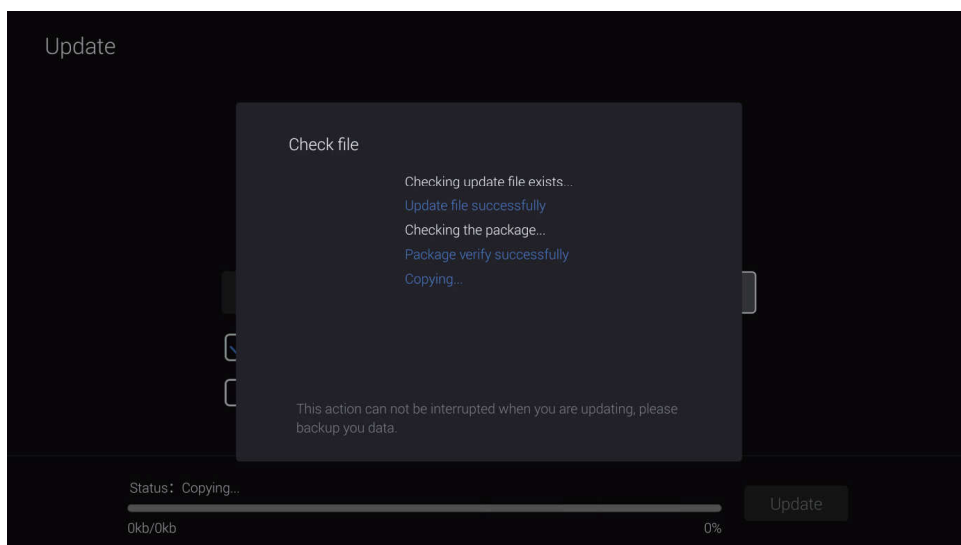 Update
Check file
Checking update file exists...
Update file successfully
Checking the package...
Package verify successfully
Copying...
This action can not be interrupted when you are updating, please
backup you data.
Status: Copying...
Update
0kb/0kb
0%